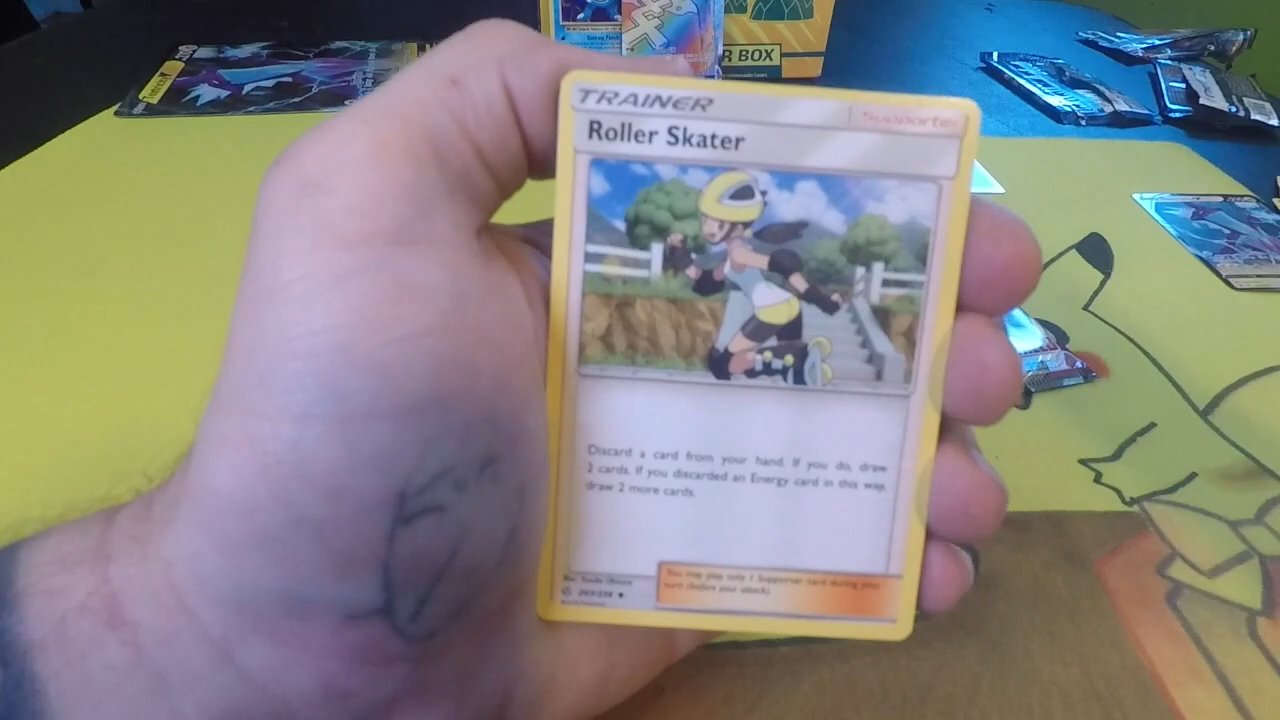 R BOX
TRAINER
Supporter
Roller Skater
Discard a card from your hand. If you do, draw
2 cards. If you discarded an Energy card in this way,
draw 2 more cards.
You may play only 1 Supporter card during your
turn (before your attack).
203/236